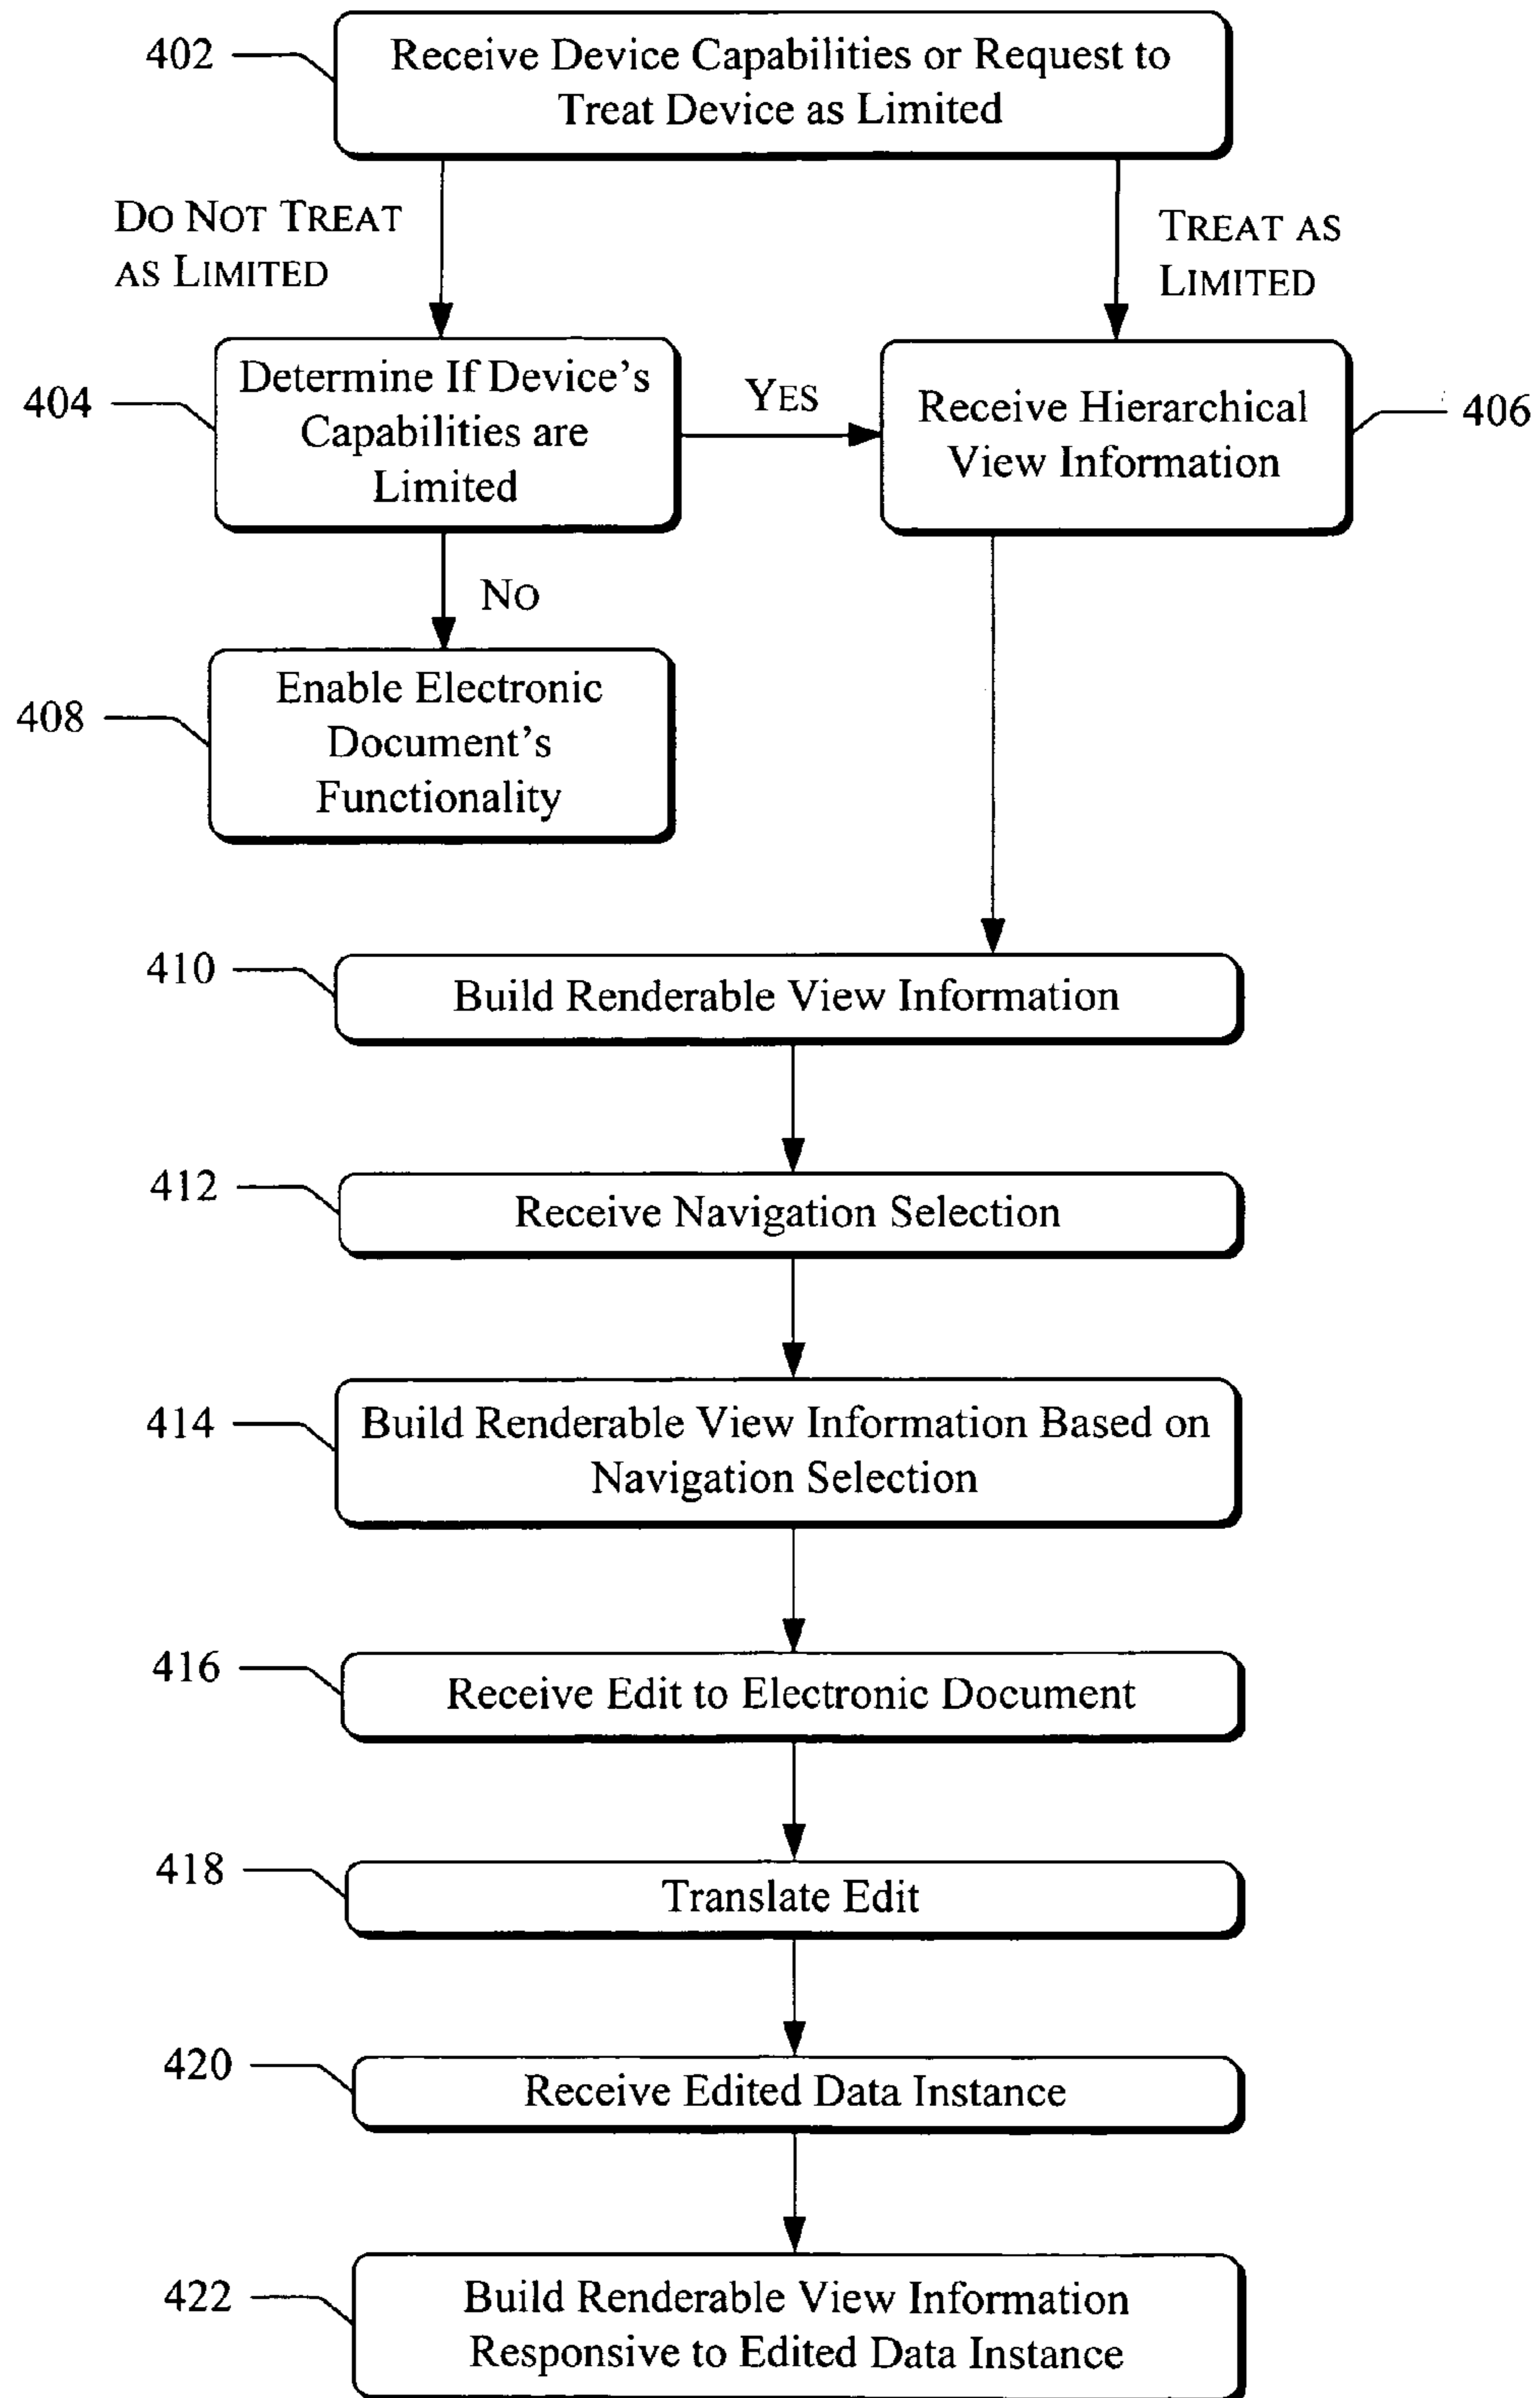 402
Receive Device Capabilities or Request to
Treat Device as Limited
DO NOT TREAT
AS LIMITED
TREAT AS
LIMITED
404
Determine If Device's
Capabilities are
Limited
YES
Receive Hierarchical
View Information
406
NO
408
Enable Electronic
Document's
Functionality
410
Build Renderable View Information
412
Receive Navigation Selection
414
Build Renderable View Information Based on
Navigation Selection
416
Receive Edit to Electronic Document
418
Translate Edit
420
Receive Edited Data Instance
422
Build Renderable View Information
Responsive to Edited Data Instance